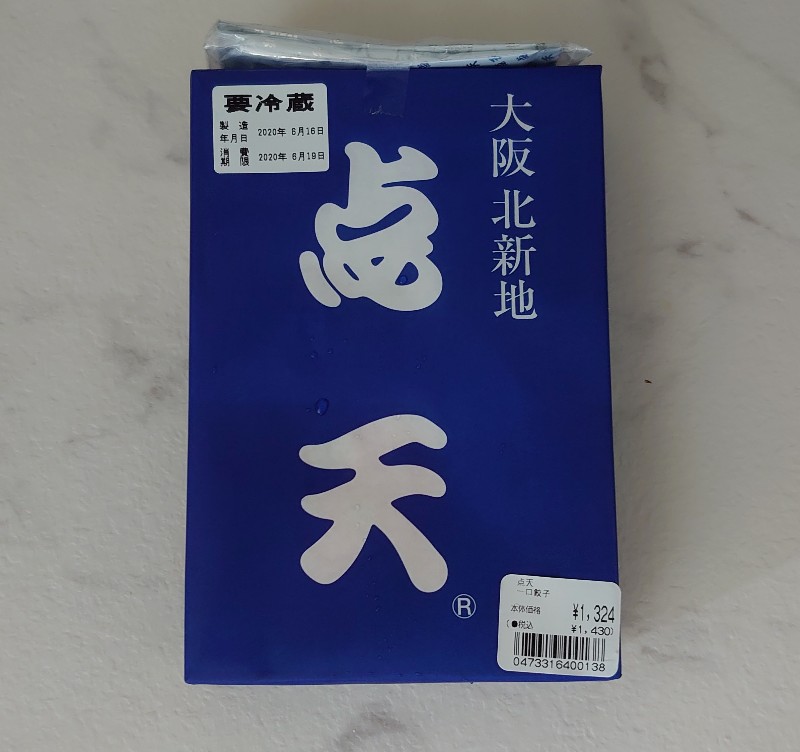 要冷蔵
製造年月日 2020年 6月16日
消費期限 2020年 6月19日
大阪 北新地
点天
®
点天
一口餃子
本体価格 ¥1,324
(●税込 ¥1,430)
0473316400138